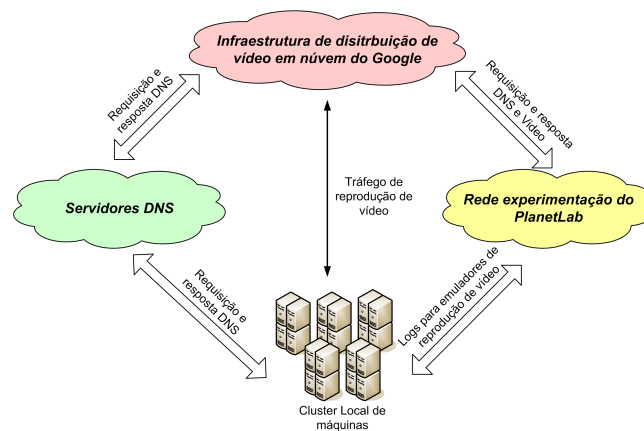 Infraestrutura de disitrbuição de
vídeo em núvem do Google
Requisição e
resposta DNS
Requisição e resposta
DNS e Vídeo
Tráfego de
reprodução de
vídeo
Servidores DNS
Rede experimentação do
PlanetLab
Requisição e
resposta DNS
Logs para emuladores de
reprodução de vídeo
Cluster Local de
máquinas